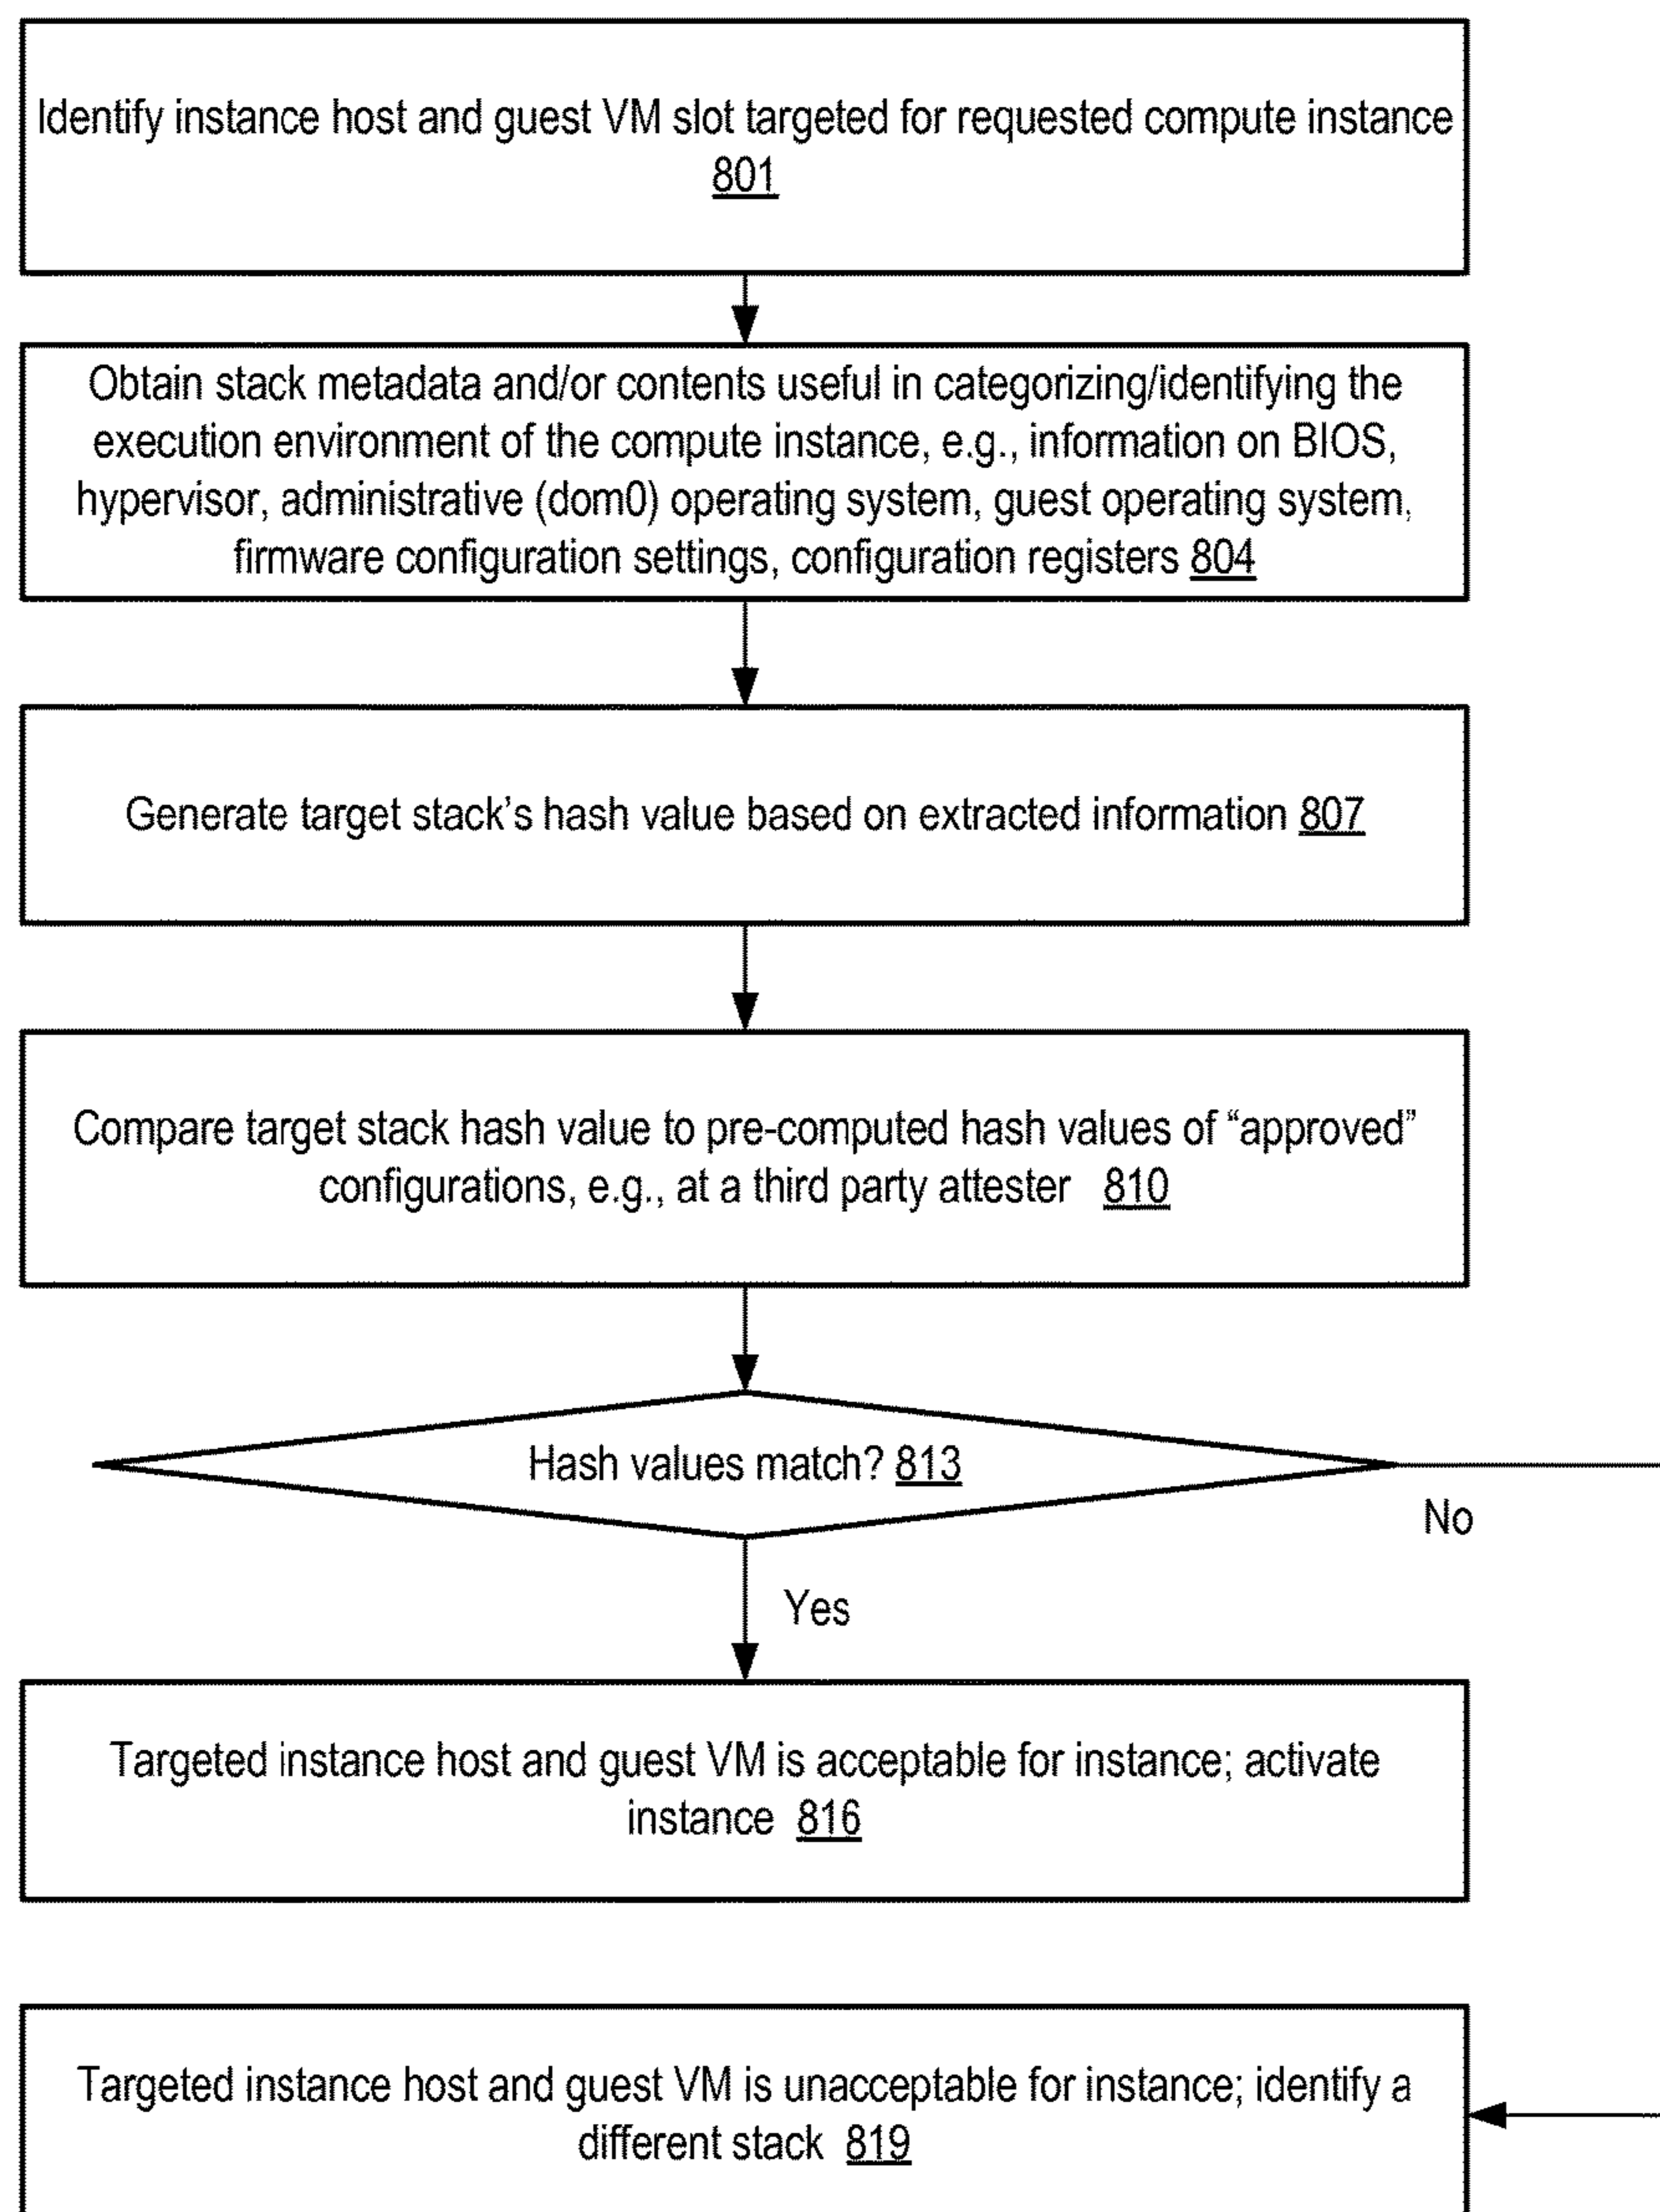 Identify instance host and guest VM slot targeted for requested compute instance
801
Obtain stack metadata and/or contents useful in categorizing/identifying the
execution environment of the compute instance, e.g., information on BIOS,
hypervisor, administrative (dom0) operating system, guest operating system,
firmware configuration settings, configuration registers 804
Generate target stack’s hash value based on extracted information 807
Compare target stack hash value to pre-computed hash values of “approved”
configurations, e.g., at a third party attester 810
Hash values match? 813
No
Yes
Targeted instance host and guest VM is acceptable for instance; activate
instance 816
Targeted instance host and guest VM is unacceptable for instance; identify a
different stack 819